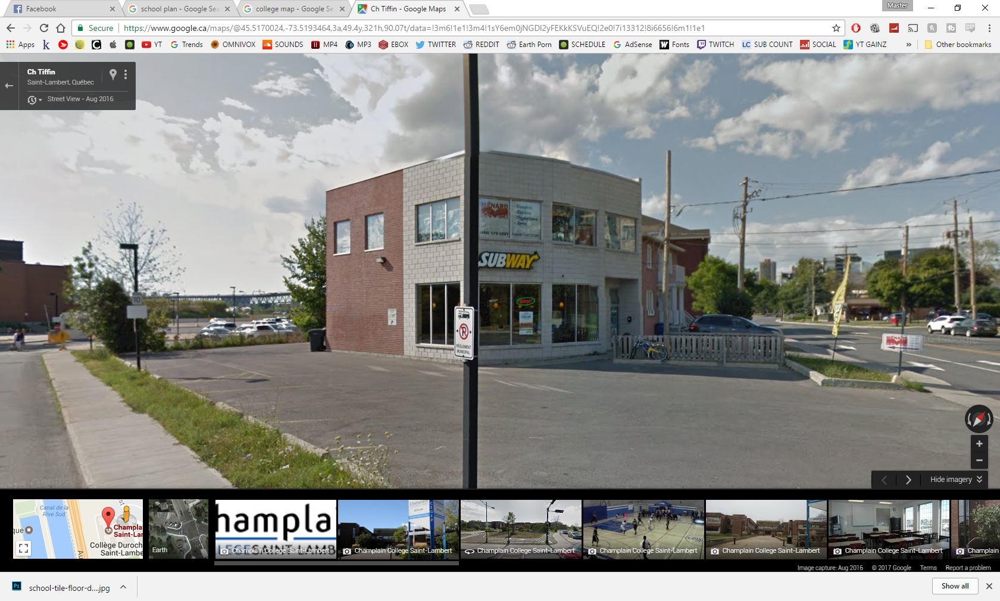 Facebook
school plan - Google Sea
college map - Google Se
Ch Tiffin - Google Maps
Master
Secure
https://www.google.ca/maps/@45.5170024,-73.5193464,3a,49.4y,321h,90.07t/data=!3m6!1e1!3m4!1sY6em0jNGDI2yFEKkKSVuEQ!2e0!7i13312!8i6656!6m1!1e1
Apps
YT
Trends
OMNIVOX
SOUNDS
MP4
MP3
EBOX
TWITTER
REDDIT
Earth Porn
SCHEDULE
AdSense
Fonts
TWITCH
LC SUB COUNT
SOCIAL
YT GAINZ
»
Other bookmarks
Ch Tiffin
Saint-Lambert, Québec
Street View - Aug 2016
MENARD
SUBWAY
OUVERT
10
P
RÈGLEMENT
MUNICIPAL
Hide imagery
Canal de la
Rive Sud
que
Champla
Saint-Lar
Collège Duroch
Saint-Lambe
Earth
hampla
Champlain College Saint-Lambert
Champlain College Saint-Lambert
Champlain College Saint-Lambert
Champlain College Saint-Lambert
Champlain College Saint-Lambert
Champlain College Saint-Lambert
Champlain
Image capture: Aug 2016
© 2017 Google
Terms
Report a problem
school-tile-floor-d....jpg
Show all